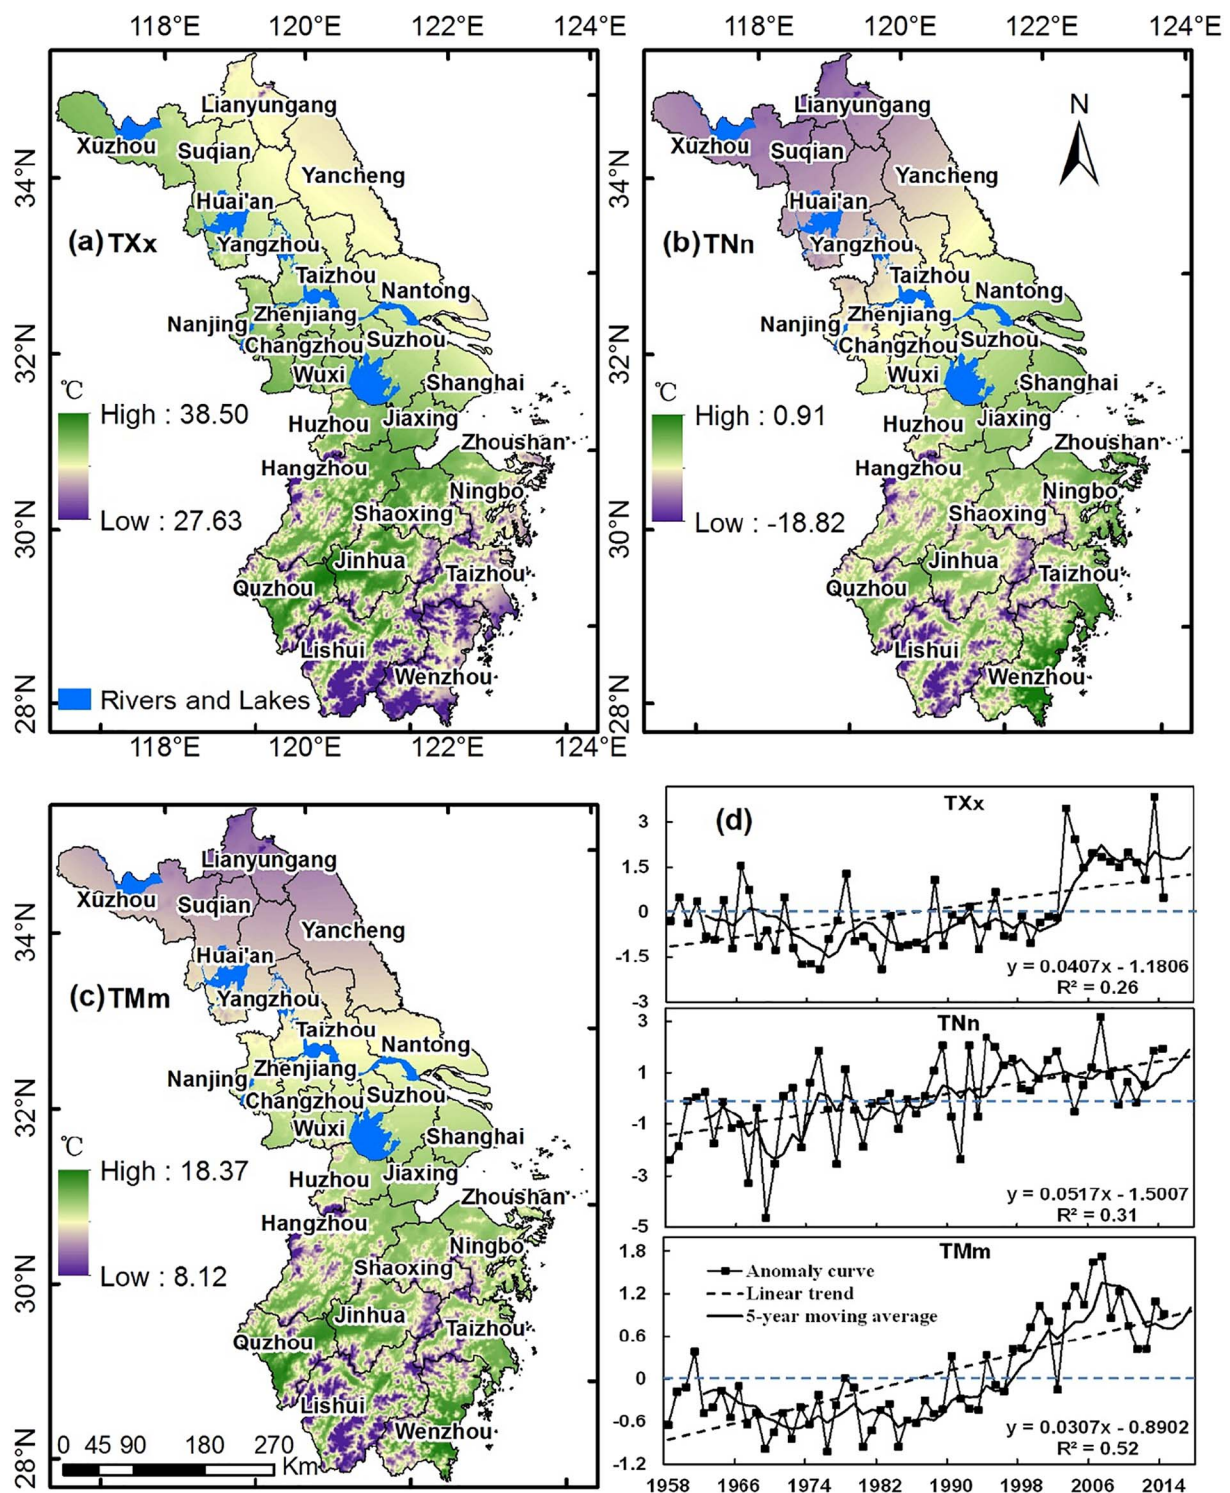 118°E 120°E 122°E 124°E 118°E 120°E 122°E 124°E
34°N
32°N
30°N
28°N
Lianyungang
Xuzhou
Suqian
Yancheng
Huai'an
(a) TXx
Yangzhou
Taizhou
Nantong
Nanjing
Zhenjiang
Changzhou
Suzhou
Wuxi
Shanghai
°C
High : 38.50
Low : 27.63
Huzhou
Jiaxing
Zhoushan
Hangzhou
Ningbo
Shaoxing
Jinhua
Quzhou
Taizhou
Lishui
Wenzhou
Rivers and Lakes
118°E 120°E 122°E 124°E
34°N
32°N
30°N
28°N
N
Lianyungang
Xuzhou
Suqian
Yancheng
Huai'an
(b) TNn
Yangzhou
Taizhou
Nantong
Nanjing
Zhenjiang
Changzhou
Suzhou
Wuxi
Shanghai
°C
High : 0.91
Low : -18.82
Huzhou
Jiaxing
Zhoushan
Hangzhou
Ningbo
Shaoxing
Jinhua
Quzhou
Taizhou
Lishui
Wenzhou
34°N
32°N
30°N
28°N
Lianyungang
Xuzhou
Suqian
Yancheng
Huai'an
(c) TMm
Yangzhou
Taizhou
Nantong
Nanjing
Zhenjiang
Changzhou
Suzhou
Wuxi
Shanghai
°C
High : 18.37
Low : 8.12
Huzhou
Jiaxing
Zhoushan
Hangzhou
Ningbo
Shaoxing
Jinhua
Quzhou
Taizhou
Lishui
Wenzhou
0 45 90 180 270
Km
(d)
TXx
3
1.5
0
-1.5
-3
y = 0.0407x - 1.1806
R² = 0.26
TNn
3
1
-1
-3
-5
y = 0.0517x - 1.5007
R² = 0.31
TMm
1.8
1.2
0.6
0
-0.6
-1.2
Anomaly curve
Linear trend
5-year moving average
y = 0.0307x - 0.8902
R² = 0.52
1958 1966 1974 1982 1990 1998 2006 2014